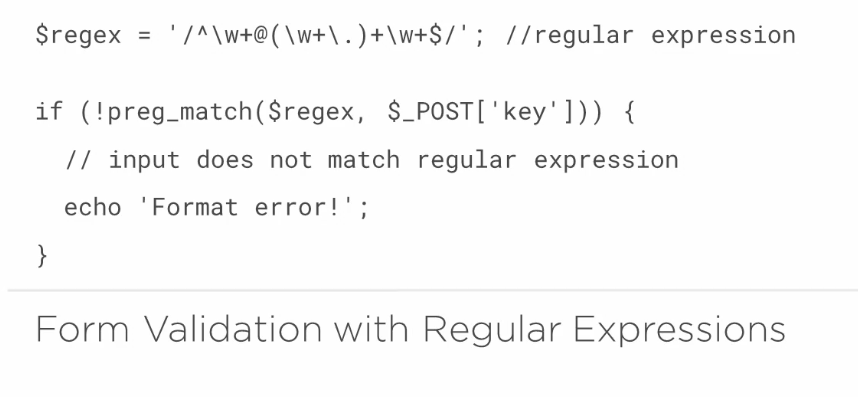 $regex = '/^\w+@(\w+\.)+\w+$/'; //regular expression
if (!preg_match($regex, $_POST['key'])) {
// input does not match regular expression
echo 'Format error!';
}
Form Validation with Regular Expressions